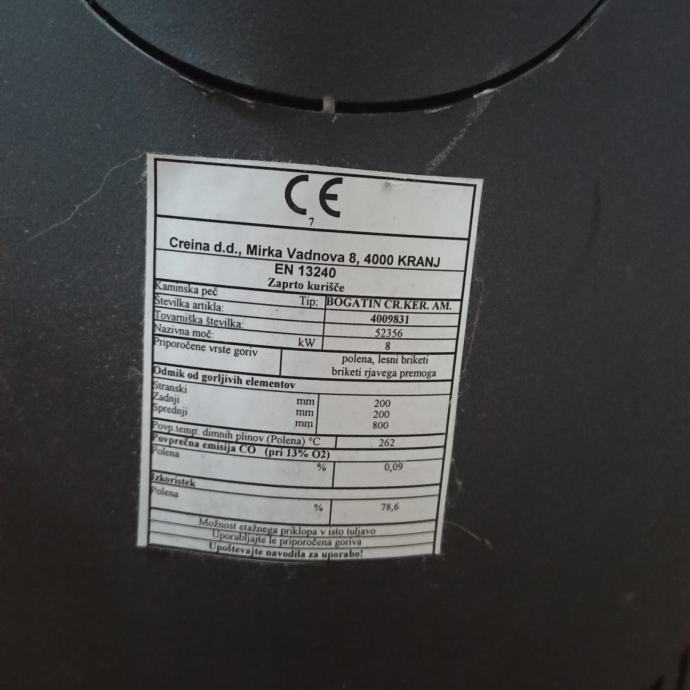 CE
7
Creina d.d., Mirka Vadnova 8, 4000 KRANJ
EN 13240
Zaprto kurišče
Kaminska peč Tip: BOGATIN CR.KER. AM.
Številka artikla: 4009831
Tovarniška številka: 52356
Nazivna moč: kW 8
Priporočene vrste goriv polena, lesni briketi
briketi rjavega premoga
Odmik od gorljivih elementov
Stranski mm 200
Zadnji mm 200
Sprednji mm 800
Povp.temp. dimnih plinov (Polena) °C 262
Povprečna emisija CO (pri 13% O2)
Polena % 0,09
Izkoristek
Polena % 78,6
Možnost etažnega priklopa v isto tuljavo
Uporabljajte le priporočena goriva
Upoštevajte navodila za uporabo!